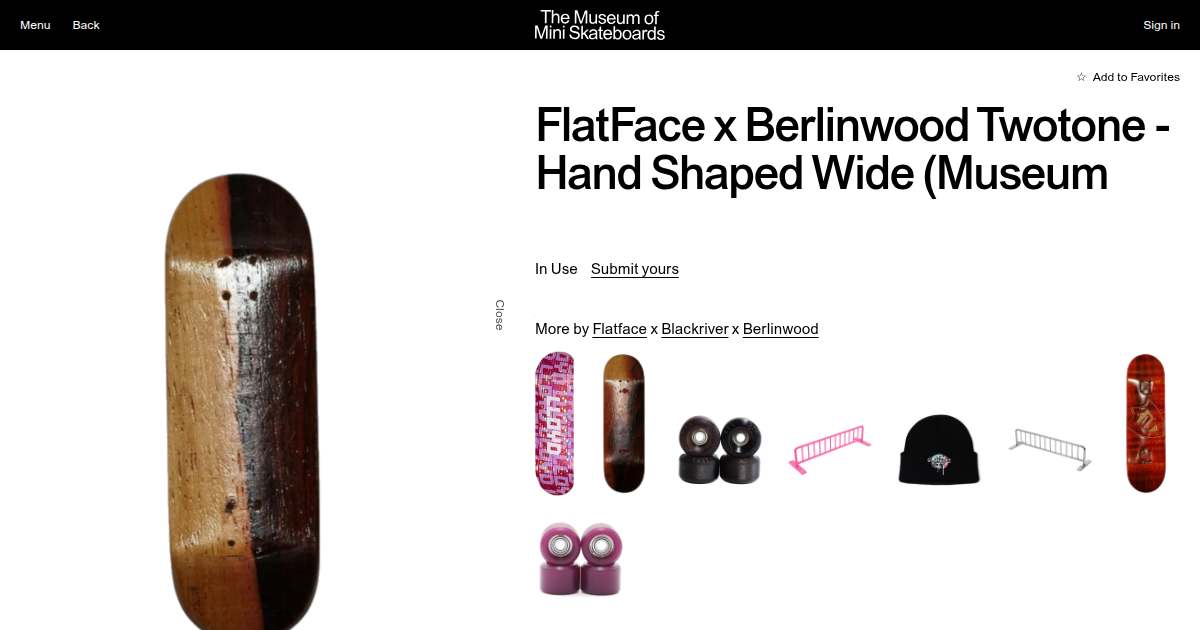 Menu
Back
The Museum of
Mini Skateboards
Sign in
☆ Add to Favorites
FlatFace x Berlinwood Twotone -
Hand Shaped Wide (Museum
In Use
Submit yours
Close
More by Flatface x Blackriver x Berlinwood